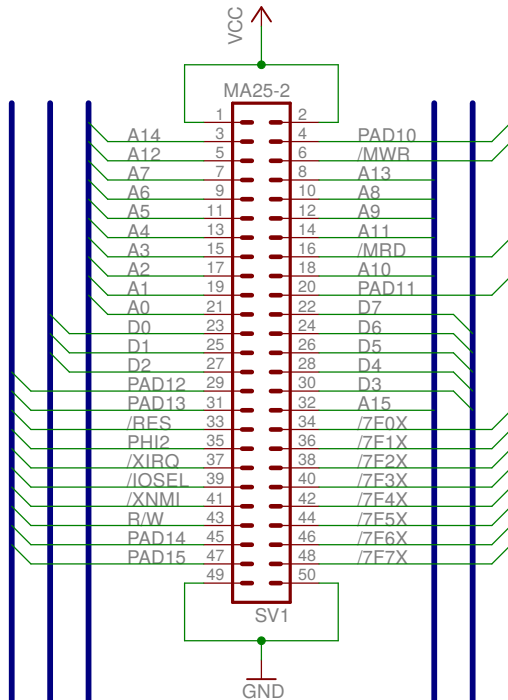 VCC
MA25-2
1 2
A14 3 4 PAD10
A12 5 6 /MWR
A7 7 8 A13
A6 9 10 A8
A5 11 12 A9
A4 13 14 A11
A3 15 16 /MRD
A2 17 18 A10
A1 19 20 PAD11
A0 21 22 D7
D0 23 24 D6
D1 25 26 D5
D2 27 28 D4
PAD12 29 30 D3
PAD13 31 32 A15
/RES 33 34 /7F0X
PHI2 35 36 /7F1X
/XIRQ 37 38 /7F2X
/IOSEL 39 40 /7F3X
/XNMI 41 42 /7F4X
R/W 43 44 /7F5X
PAD14 45 46 /7F6X
PAD15 47 48 /7F7X
49 50
SV1
GND